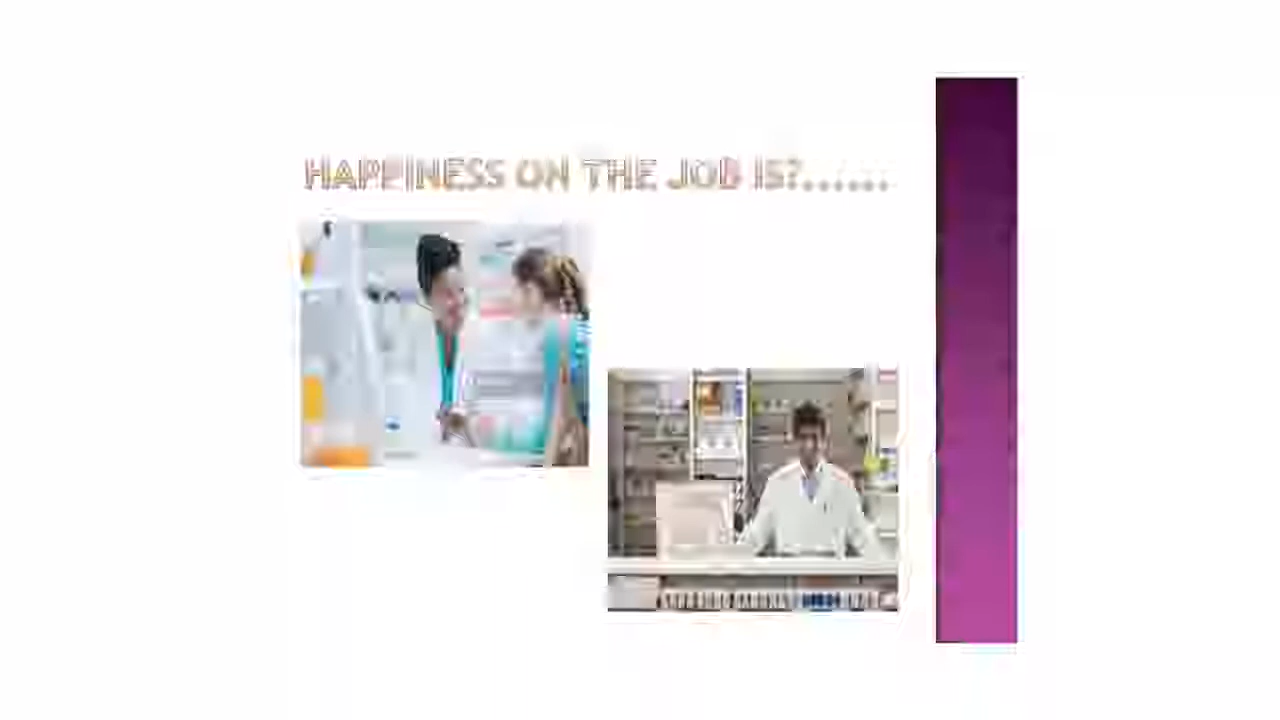 HAPPINESS ON THE JOB IS?.......